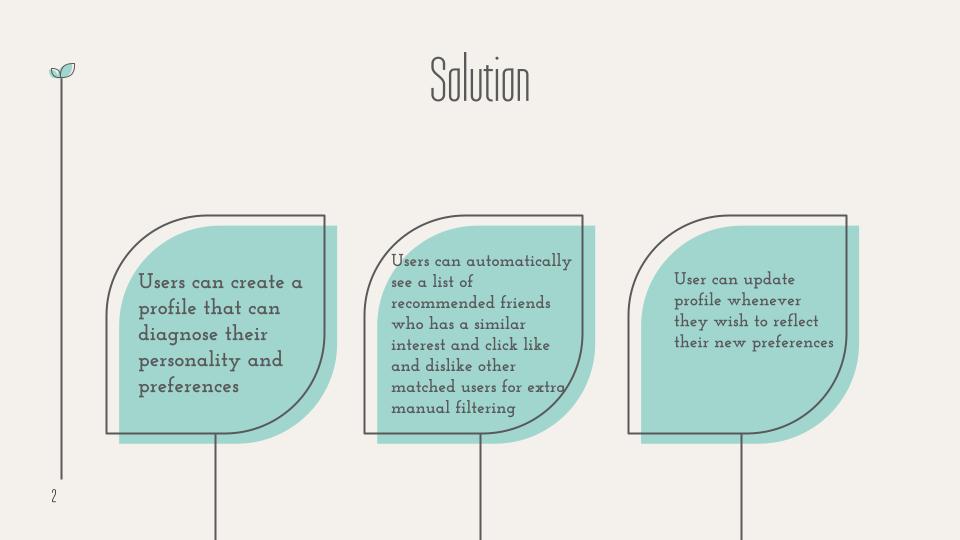 Solution
Users can create a
profile that can
diagnose their
personality and
preferences
Users can automatically
see a list of
recommended friends
who has a similar
interest and click like
and dislike other
matched users for extra
manual filtering
User can update
profile whenever
they wish to reflect
their new preferences
2